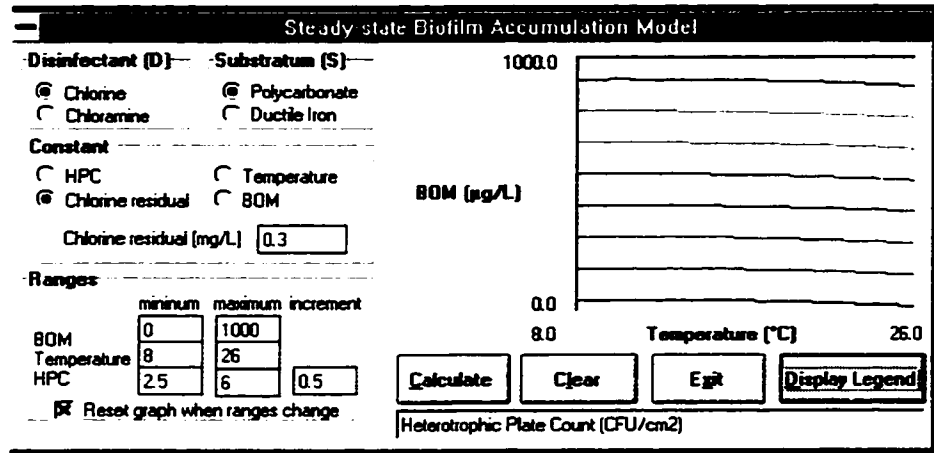 Steady-state Biofilm Accumulation Model
Disinfectant (D)
Chlorine
Chloramine
Substratum (S)
Polycarbonate
Ductile Iron
Constant
HPC
Temperature
Chlorine residual
BOM
Chlorine residual (mg/L) 0.3
Ranges
mininum maximum increment
BOM 0 1000
Temperature 8 26
HPC 2.5 6 0.5
Reset graph when ranges change
1000.0
BOM (µg/L)
0.0
8.0 Temperature (°C) 26.0
Calculate Clear Exit Display Legend
Heterotrophic Plate Count (CFU/cm2)